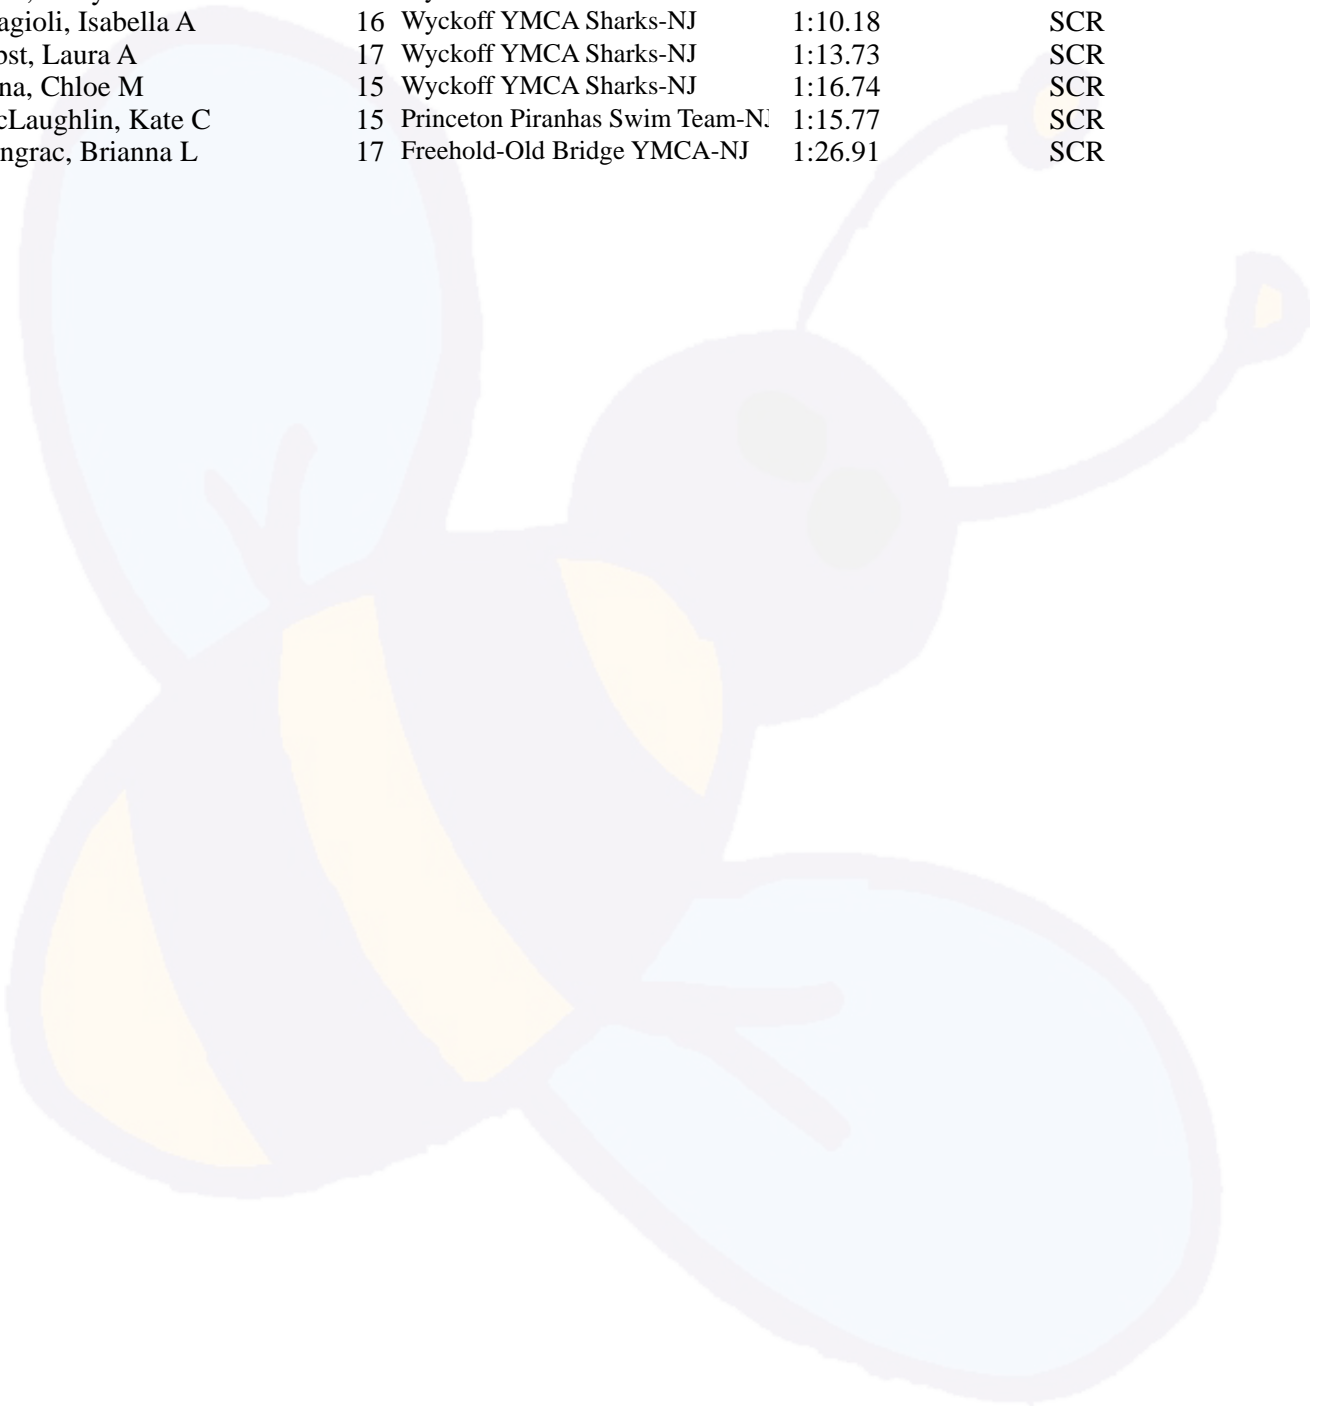 agioli, Isabella A 16 Wyckoff YMCA Sharks-NJ 1:10.18 SCR
ost, Laura A 17 Wyckoff YMCA Sharks-NJ 1:13.73 SCR
na, Chloe M 15 Wyckoff YMCA Sharks-NJ 1:16.74 SCR
cLaughlin, Kate C 15 Princeton Piranhas Swim Team-NJ 1:15.77 SCR
ngrac, Brianna L 17 Freehold-Old Bridge YMCA-NJ 1:26.91 SCR